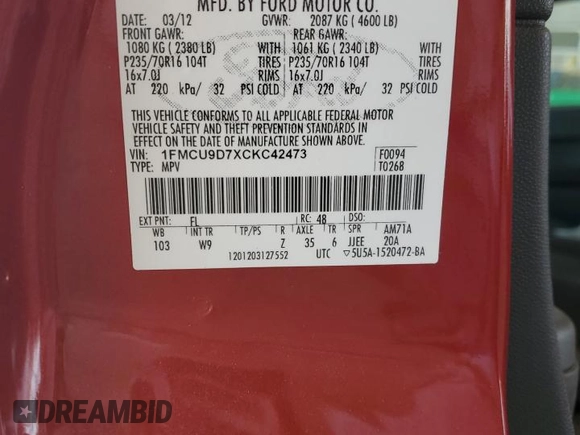 MFD. BY FORD MOTOR CO.
DATE: 03/12 GVWR: 2087 KG (4600 LB)
FRONT GAWR: REAR GAWR:
1080 KG (2380 LB) WITH 1061 KG (2340 LB) WITH
P235/70R16 104T TIRES P235/70R16 104T TIRES
16x7.0J RIMS 16x7.0J RIMS
AT 220 kPa/ 32 PSI COLD AT 220 kPa/ 32 PSI COLD
THIS VEHICLE CONFORMS TO ALL APPLICABLE FEDERAL MOTOR
VEHICLE SAFETY AND THEFT PREVENTION STANDARDS IN
EFFECT ON THE DATE OF MANUFACTURE SHOWN ABOVE.
VIN: 1FMCU9D7XCKC42473 F0094
TYPE: MPV T0268
EXT PNT: FL RC: 48 DSO:
WB INT TR TP/PS R AXLE TR SPR AM71A
103 W9 Z 35 6 JJEE 20A
1201203127552 UTC ▽5U5A-1520472-BA
DREAMBID